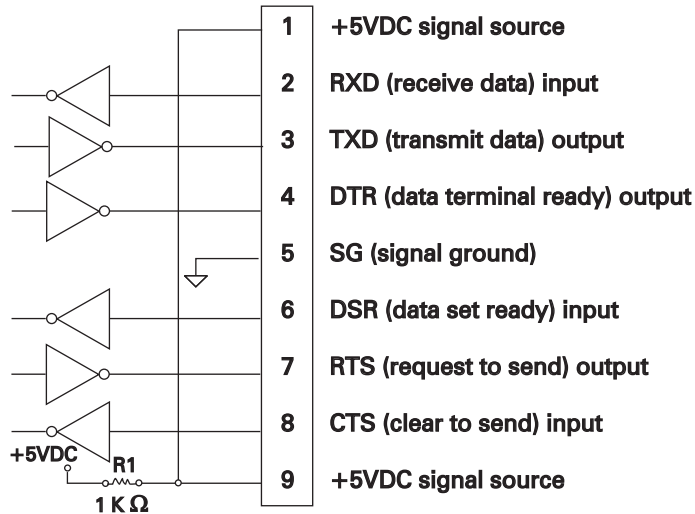 1 +5VDC signal source
2 RXD (receive data) input
3 TXD (transmit data) output
4 DTR (data terminal ready) output
5 SG (signal ground)
6 DSR (data set ready) input
7 RTS (request to send) output
8 CTS (clear to send) input
+5VDC
R1
1 K Ω
9 +5VDC signal source